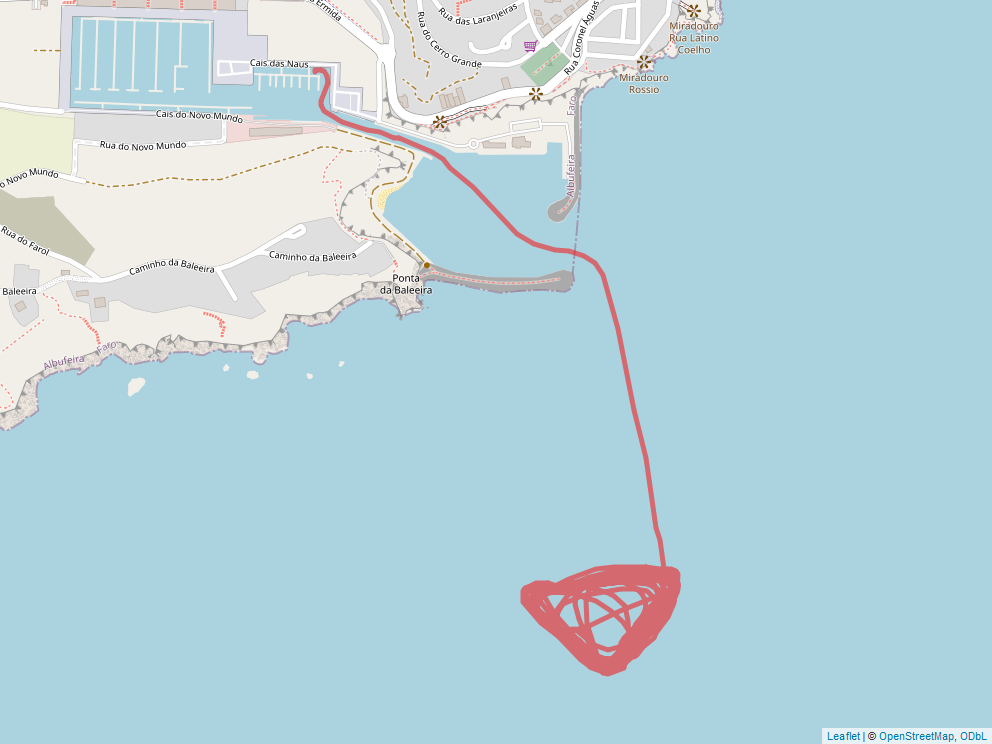 a Ermida
Rua das Laranjeiras
Rua do Cerro Grande
Rua Coronel Águas
Miradouro
Rua Latino
Coelho
Cais das Naus
Miradouro
Rossio
Faro
Cais do Novo Mundo
Rua do Novo Mundo
Albufeira
o Novo Mundo
Rua do Farol
Caminho da Baleeira
Caminho da Baleeira
Ponta
da Baleeira
Baleeira
Albufeira
Faro
Leaflet | © OpenStreetMap, ODbL